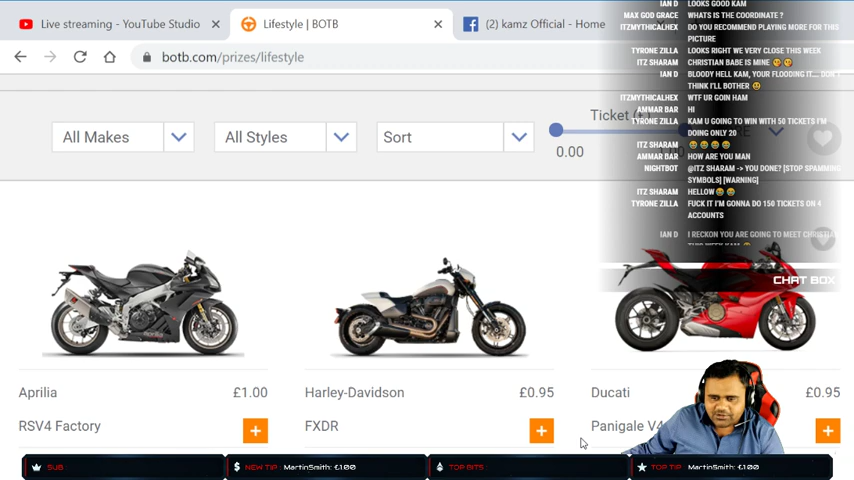 Live streaming - YouTube Studio
Lifestyle | BOTB
(2) kamz Official - Home
botb.com/prizes/lifestyle
All Makes
All Styles
Sort
Ticket
0.00
IAN D LOOKS GOOD KAM
MAX GOD GRACE WHATS IS THE COORDINATE ?
ITZMYTHICALHEX DO YOU RECOMMEND PLAYING MORE FOR THIS
PICTURE
TYRONE ZILLA LOOKS RIGHT WE VERY CLOSE THIS WEEK
ITZ SHARAM CHRISTIAN BABE IS MINE
IAN D BLOODY HELL KAM, YOUR FLOODING IT.... DON'T
THINK I'LL BOTHER
ITZMYTHICALHEX WTF UR GOIN HAM
AMMAR BAR HI
TYRONE ZILLA KAM U GOING TO WIN WITH 50 TICKETS I'M
DOING ONLY 20
ITZ SHARAM
AMMAR BAR HOW ARE YOU MAN
NIGHTBOT @ITZ SHARAM -> YOU DONE? [STOP SPAMMING
SYMBOLS] [WARNING]
ITZ SHARAM HELLOW
TYRONE ZILLA FUCK IT I'M GONNA DO 150 TICKETS ON 4
ACCOUNTS
IAN D I RECKON YOU ARE GOING TO MEET CHRISTIAN
THIS WEEK KAM
CHAT BOX
Aprilia £1.00
RSV4 Factory
Harley-Davidson £0.95
FXDR
Ducati £0.95
Panigale V4
SUB :
NEW TIP : MartinSmith: £1.00
TOP BITS :
TOP TIP : MartinSmith: £1.00